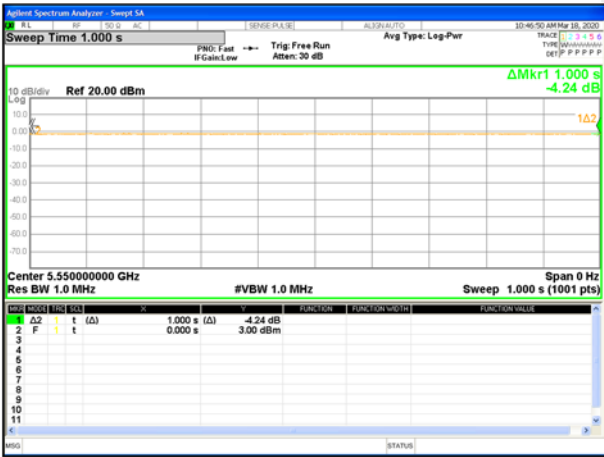 Agilent Spectrum Analyzer - Swept SA
RL RF 50 Ω AC SENSE:PULSE ALIGN AUTO 10:46:50 AM Mar 18, 2020
Sweep Time 1.000 s
PNO: Fast Trig: Free Run Avg Type: Log-Pwr TRACE 1 2 3 4 5 6
IFGain:Low Atten: 30 dB TYPE
DET P P P P P P
ΔMkr1 1.000 s
-4.24 dB
10 dB/div Ref 20.00 dBm
Log
10.0
0.00
1Δ2
-10.0
-20.0
-30.0
-40.0
-50.0
-60.0
-70.0
Center 5.550000000 GHz Span 0 Hz
Res BW 1.0 MHz #VBW 1.0 MHz Sweep 1.000 s (1001 pts)
MKR MODE TRC SCL X Y FUNCTION FUNCTION WIDTH FUNCTION VALUE
1 Δ2 1 t (Δ) 1.000 s (Δ) -4.24 dB
2 F 1 t 0.000 s 3.00 dBm
3
4
5
6
7
8
9
10
11
MSG STATUS